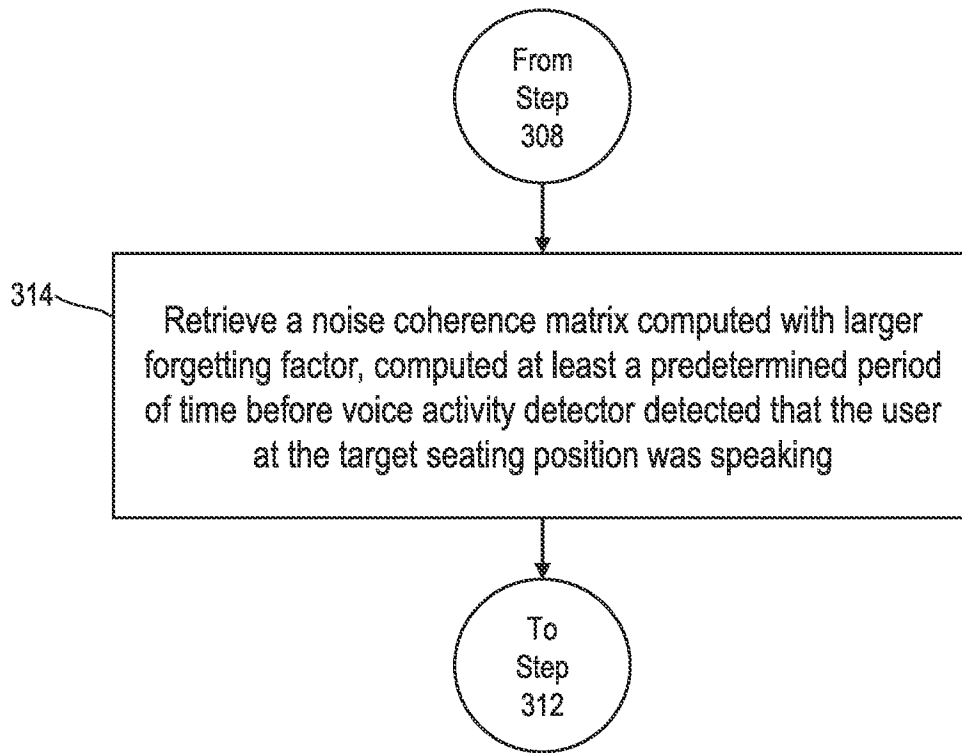 From
Step
308
314
Retrieve a noise coherence matrix computed with larger
forgetting factor, computed at least a predetermined period
of time before voice activity detector detected that the user
at the target seating position was speaking
To
Step
312